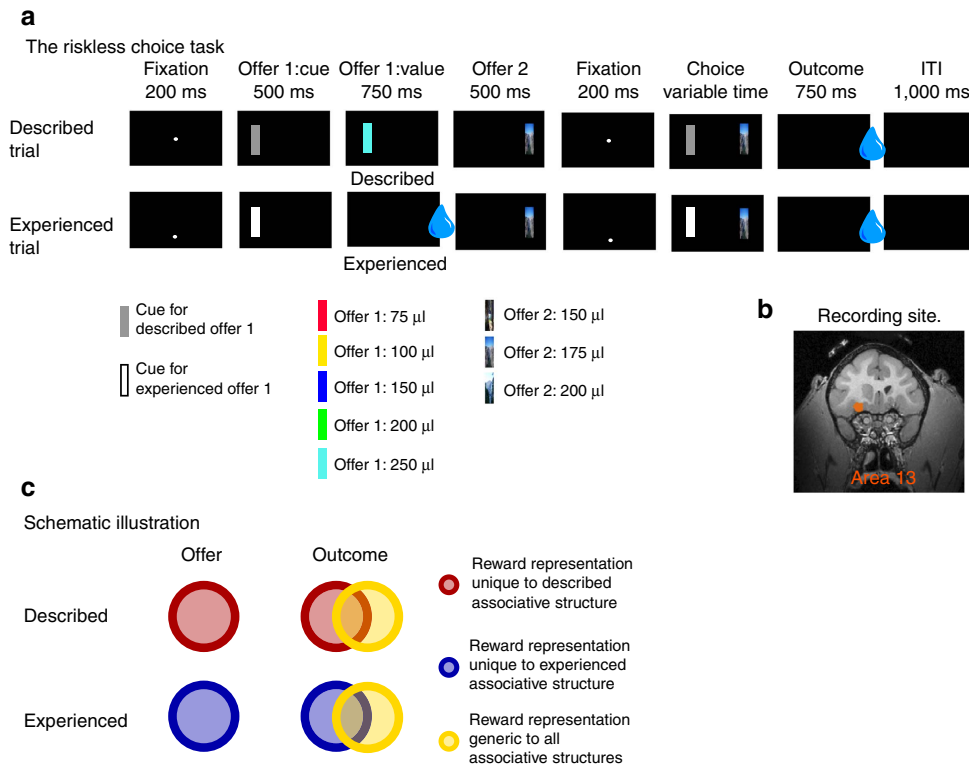 a
The riskless choice task
Fixation
200 ms
Offer 1:cue
500 ms
Offer 1:value
750 ms
Offer 2
500 ms
Fixation
200 ms
Choice
variable time
Outcome
750 ms
ITI
1,000 ms
Described
trial
Described
Experienced
trial
Experienced
Cue for
described offer 1
Cue for
experienced offer 1
Offer 1: 75 µl
Offer 1: 100 µl
Offer 1: 150 µl
Offer 1: 200 µl
Offer 1: 250 µl
Offer 2: 150 µl
Offer 2: 175 µl
Offer 2: 200 µl
b
Recording site.
Area 13
c
Schematic illustration
Offer
Outcome
Described
Experienced
Reward representation
unique to described
associative structure
Reward representation
unique to experienced
associative structure
Reward representation
generic to all
associative structures